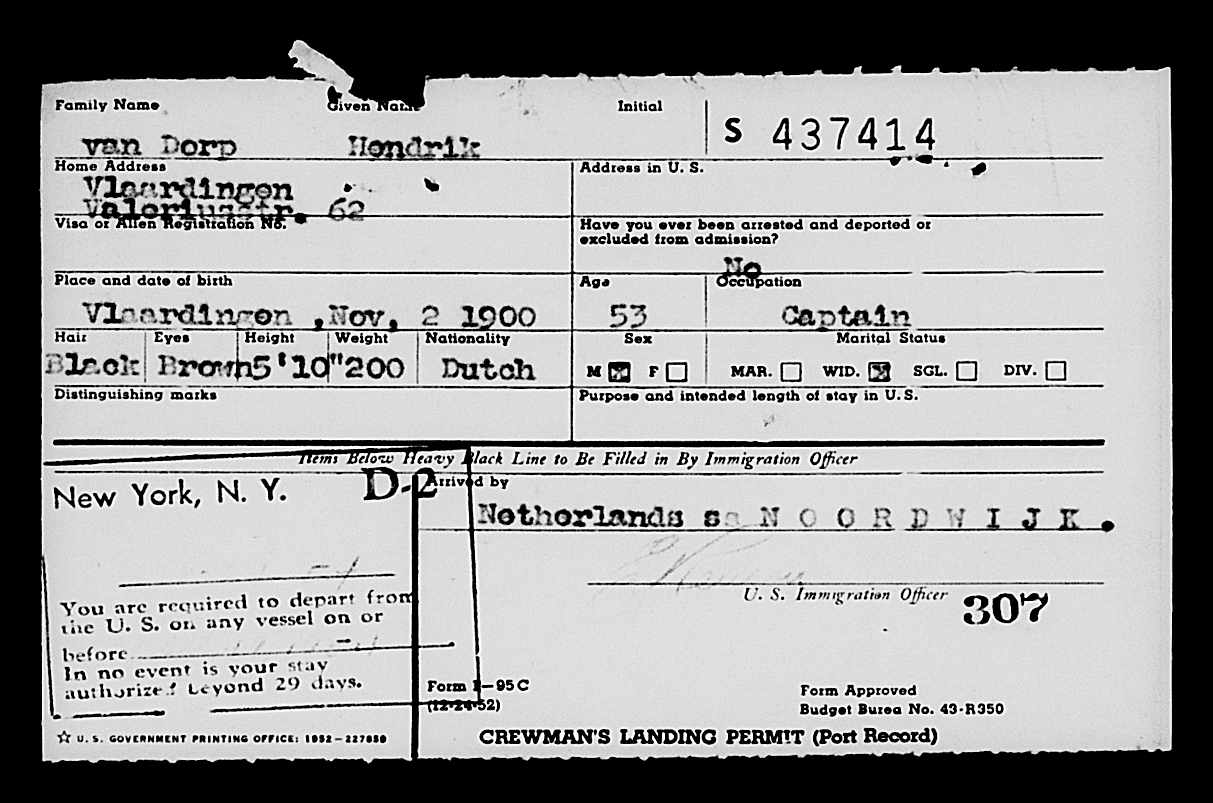 Family Name Given Name Initial
S 437414
van Dorp Hendrik
Home Address Address in U. S.
Vlaardingen
Valeriusstr. 62
Visa or Alien Registration No. Have you ever been arrested and deported or
excluded from admission?
No
Place and date of birth Age Occupation
Vlaardingen ,Nov, 2 1900 53 Captain
Hair Eyes Height Weight Nationality Sex Marital Status
Black Brown 5'10" 200 Dutch M ☒ F ☐ MAR. ☐ WID. ☒ SGL. ☐ DIV. ☐
Distinguishing marks Purpose and intended length of stay in U.S.
Items Below Heavy Black Line to Be Filled in By Immigration Officer
New York, N. Y. D-2 Arrived by
Netherlands ss N O O R D W I J K .
U. S. Immigration Officer
307
You are required to depart from
the U. S. on any vessel on or
before
In no event is your stay
authorized beyond 29 days.
Form I-95C
(12-24-52)
Form Approved
Budget Burea No. 43-R350
☆ U. S. GOVERNMENT PRINTING OFFICE: 1952-227850
CREWMAN'S LANDING PERMIT (Port Record)